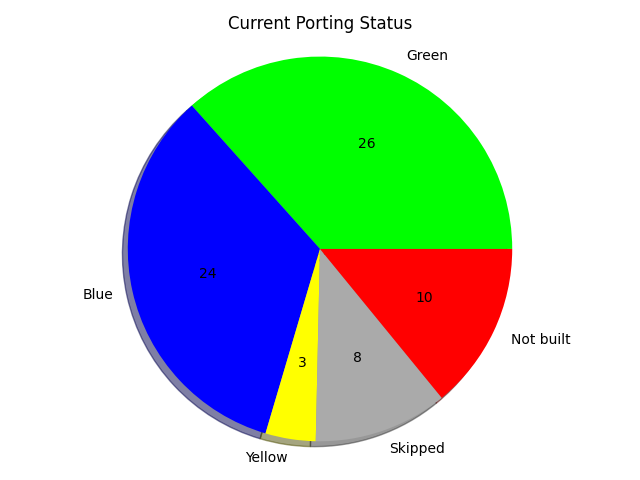 Current Porting Status
Green
26
Blue
24
Yellow
3
Skipped
8
Not built
10